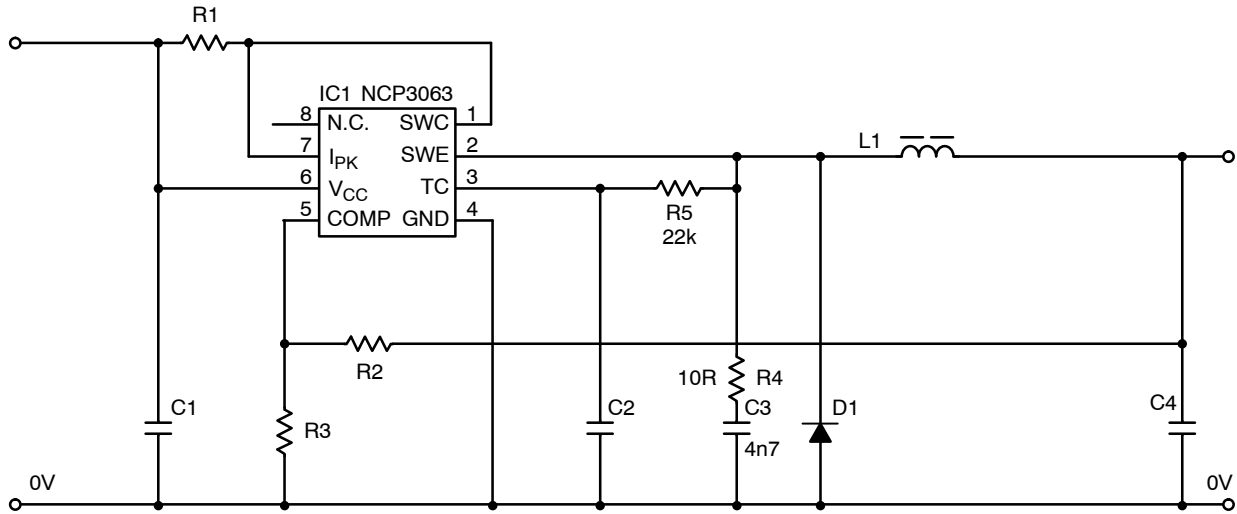 R1
IC1 NCP3063
8 N.C. SWC 1
7 IPK SWE 2
6 VCC TC 3
5 COMP GND 4
L1
R5
22k
R2
10R R4
C1
R3
C2
C3
4n7
D1
C4
0V
0V